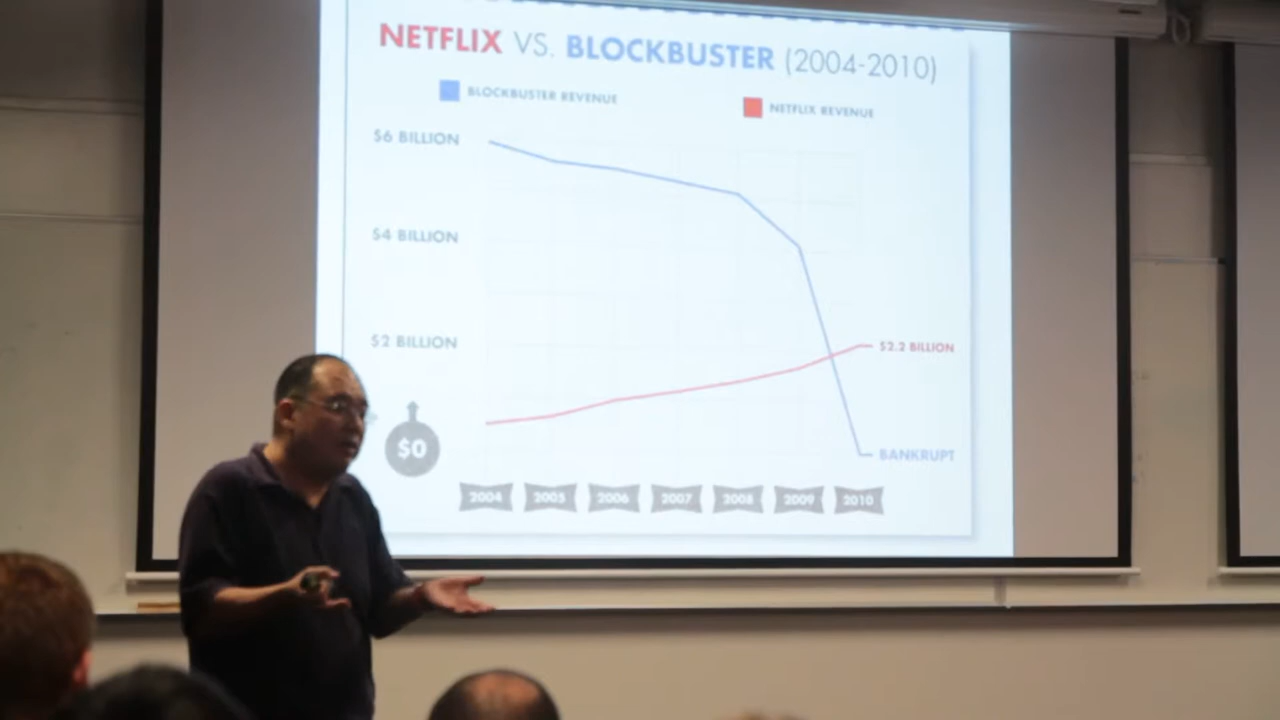 NETFLIX VS. BLOCKBUSTER (2004-2010)
BLOCKBUSTER REVENUE
NETFLIX REVENUE
$6 BILLION
$4 BILLION
$2 BILLION
$2.2 BILLION
$0
BANKRUPT
2004 2005 2006 2007 2008 2009 2010